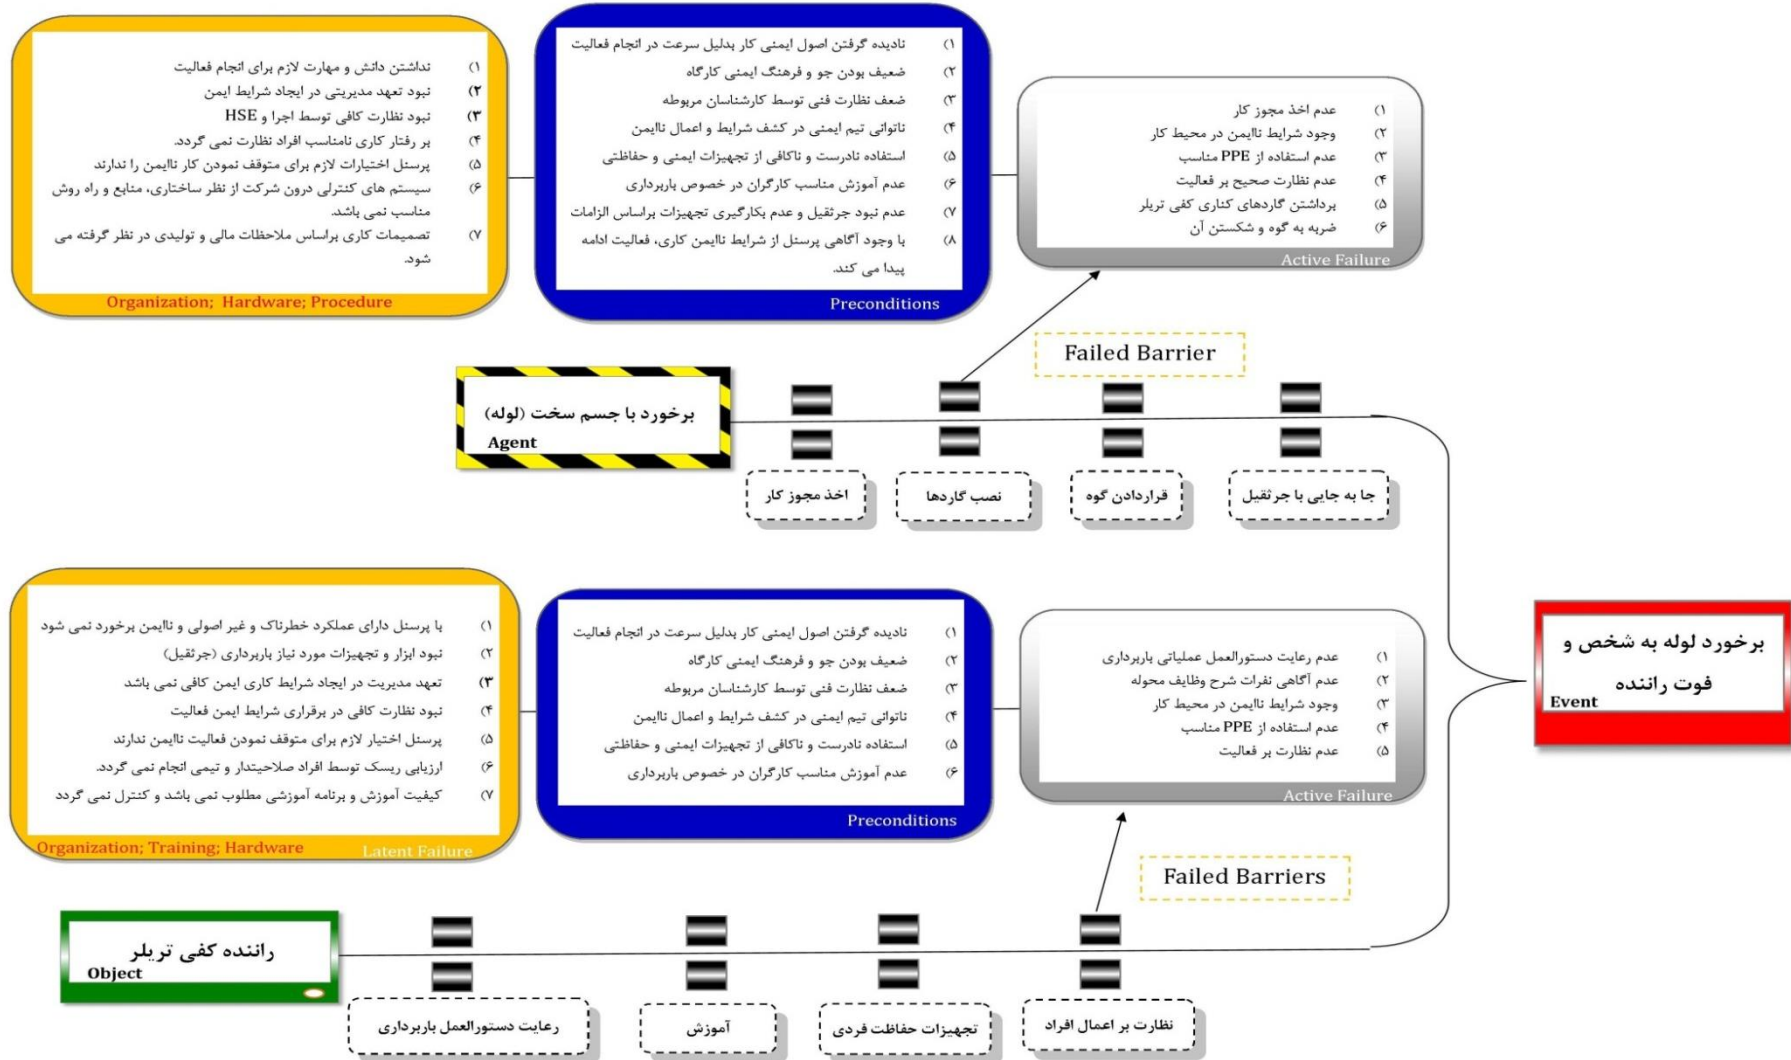 ۱) نداشتن دانش و مهارت لازم برای انجام فعالیت
۲) نبود تعهد مدیریتی در ایجاد شرایط ایمن
۳) نبود نظارت کافی توسط اجرا و HSE
۴) بر رفتار کاری نامناسب افراد نظارت نمی گردد.
۵) پرسنل اختیارات لازم برای متوقف نمودن کار ناایمن را ندارند
۶) سیستم های کنترلی درون شرکت از نظر ساختاری، منابع و راه روش
مناسب نمی باشد.
۷) تصمیمات کاری براساس ملاحظات مالی و تولیدی در نظر گرفته می
شود.
Organization; Hardware; Procedure
۱) نادیده گرفتن اصول ایمنی کار بدلیل سرعت در انجام فعالیت
۲) ضعیف بودن جو و فرهنگ ایمنی کارگاه
۳) ضعف نظارت فنی توسط کارشناسان مربوطه
۴) ناتوانی تیم ایمنی در کشف شرایط و اعمال ناایمن
۵) استفاده نادرست و ناکافی از تجهیزات ایمنی و حفاظتی
۶) عدم آموزش مناسب کارگران در خصوص باربرداری
۷) عدم نبود جرثقیل و عدم بکارگیری تجهیزات براساس الزامات
۸) با وجود آگاهی پرسنل از شرایط ناایمن کاری، فعالیت ادامه
پیدا می کند.
Preconditions
۱) عدم اخذ مجوز کار
۲) وجود شرایط ناایمن در محیط کار
۳) عدم استفاده از PPE مناسب
۴) عدم نظارت صحیح بر فعالیت
۵) برداشتن گاردهای کناری کفی تریلر
۶) ضربه به گوه و شکستن آن
Active Failure
Failed Barrier
برخورد با جسم سخت (لوله)
Agent
اخذ مجوز کار
نصب گاردها
قراردادن گوه
جا به جایی با جرثقیل
۱) با پرسنل دارای عملکرد خطرناک و غیر اصولی و ناایمن برخورد نمی شود
۲) نبود ابزار و تجهیزات مورد نیاز باربرداری (جرثقیل)
۳) تعهد مدیریت در ایجاد شرایط کاری ایمن کافی نمی باشد
۴) نبود نظارت کافی در برقراری شرایط ایمن فعالیت
۵) پرسنل اختیار لازم برای متوقف نمودن فعالیت ناایمن ندارند
۶) ارزیابی ریسک توسط افراد صلاحیتدار و تیمی انجام نمی گردد.
۷) کیفیت آموزش و برنامه آموزشی مطلوب نمی باشد و کنترل نمی گردد
Organization; Training; Hardware
Latent Failure
۱) نادیده گرفتن اصول ایمنی کار بدلیل سرعت در انجام فعالیت
۲) ضعیف بودن جو و فرهنگ ایمنی کارگاه
۳) ضعف نظارت فنی توسط کارشناسان مربوطه
۴) ناتوانی تیم ایمنی در کشف شرایط و اعمال ناایمن
۵) استفاده نادرست و ناکافی از تجهیزات ایمنی و حفاظتی
۶) عدم آموزش مناسب کارگران در خصوص باربرداری
Preconditions
۱) عدم رعایت دستورالعمل عملیاتی باربرداری
۲) عدم آگاهی نفرات شرح وظایف محوله
۳) وجود شرایط ناایمن در محیط کار
۴) عدم استفاده از PPE مناسب
۵) عدم نظارت بر فعالیت
Active Failure
برخورد لوله به شخص و
فوت راننده
Event
Failed Barriers
راننده کفی تریلر
Object
رعایت دستورالعمل باربرداری
آموزش
تجهیزات حفاظت فردی
نظارت بر اعمال افراد